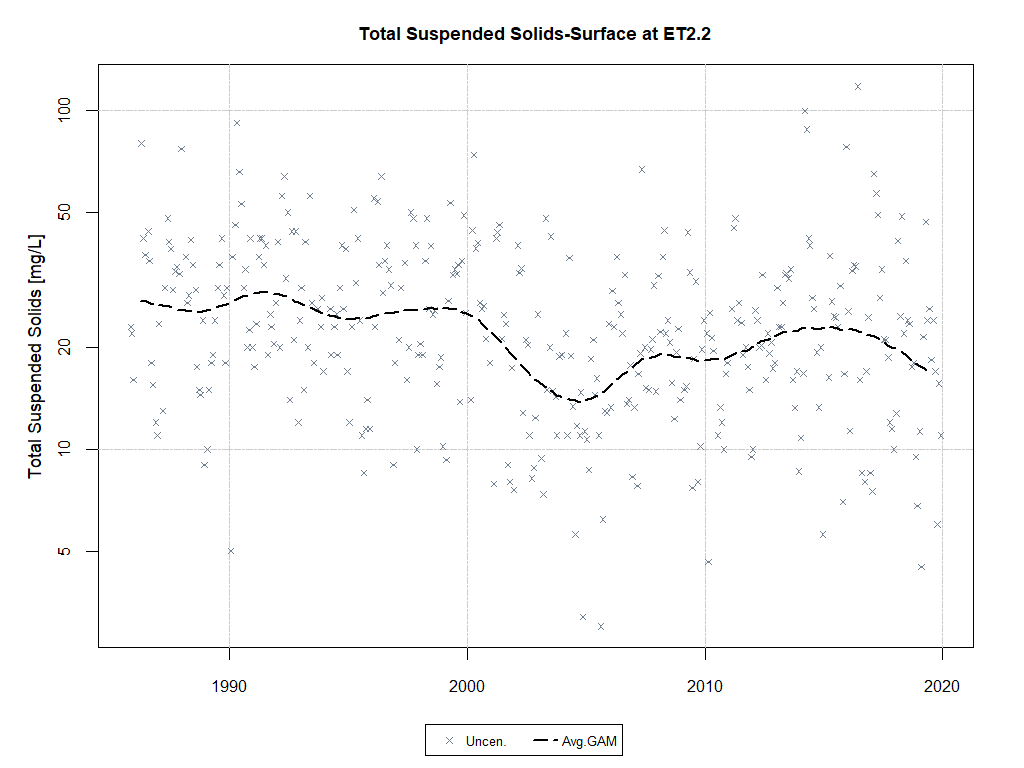 Total Suspended Solids-Surface at ET2.2
Total Suspended Solids [mg/L]
100
50
20
10
5
1990 2000 2010 2020
Uncen. Avg.GAM